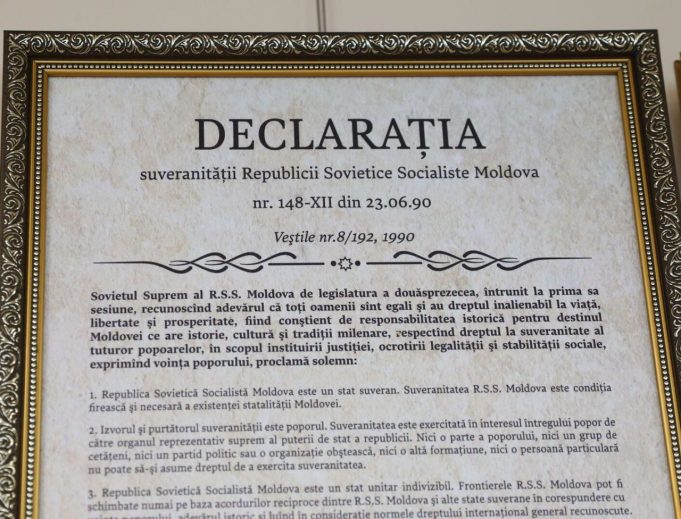 DECLARAȚIA
suveranității Republicii Sovietice Socialiste Moldova
nr. 148-XII din 23.06.90
Veștile nr.8/192, 1990
Sovietul Suprem al R.S.S. Moldova de legislatura a douăsprezecea, întrunit la prima sa
sesiune, recunoscînd adevărul că toți oamenii sînt egali și au dreptul inalienabil la viață,
libertate și prosperitate, fiind conștient de responsabilitatea istorică pentru destinul
Moldovei ce are istorie, cultură și tradiții milenare, respectînd dreptul la suveranitate al
tuturor popoarelor, în scopul instituirii justiției, ocrotirii legalității și stabilității sociale,
exprimînd voința poporului, proclamă solemn:
1. Republica Sovietică Socialistă Moldova este un stat suveran. Suveranitatea R.S.S. Moldova este condiția
firească și necesară a existenței statalității Moldovei.
2. Izvorul și purtătorul suveranității este poporul. Suveranitatea este exercitată în interesul întregului popor de
către organul reprezentativ suprem al puterii de stat a republicii. Nici o parte a poporului, nici un grup de
cetățeni, nici un partid politic sau o organizație obștească, nici o altă formațiune, nici o persoană particulară
nu poate să-și asume dreptul de a exercita suveranitatea.
3. Republica Sovietică Socialistă Moldova este un stat unitar indivizibil. Frontierele R.S.S. Moldova pot fi
schimbate numai pe baza acordurilor reciproce dintre R.S.S. Moldova și alte state suverane în corespundere cu
voința poporului, adevărul istoric și luînd în considerație normele dreptului internațional general recunoscute.